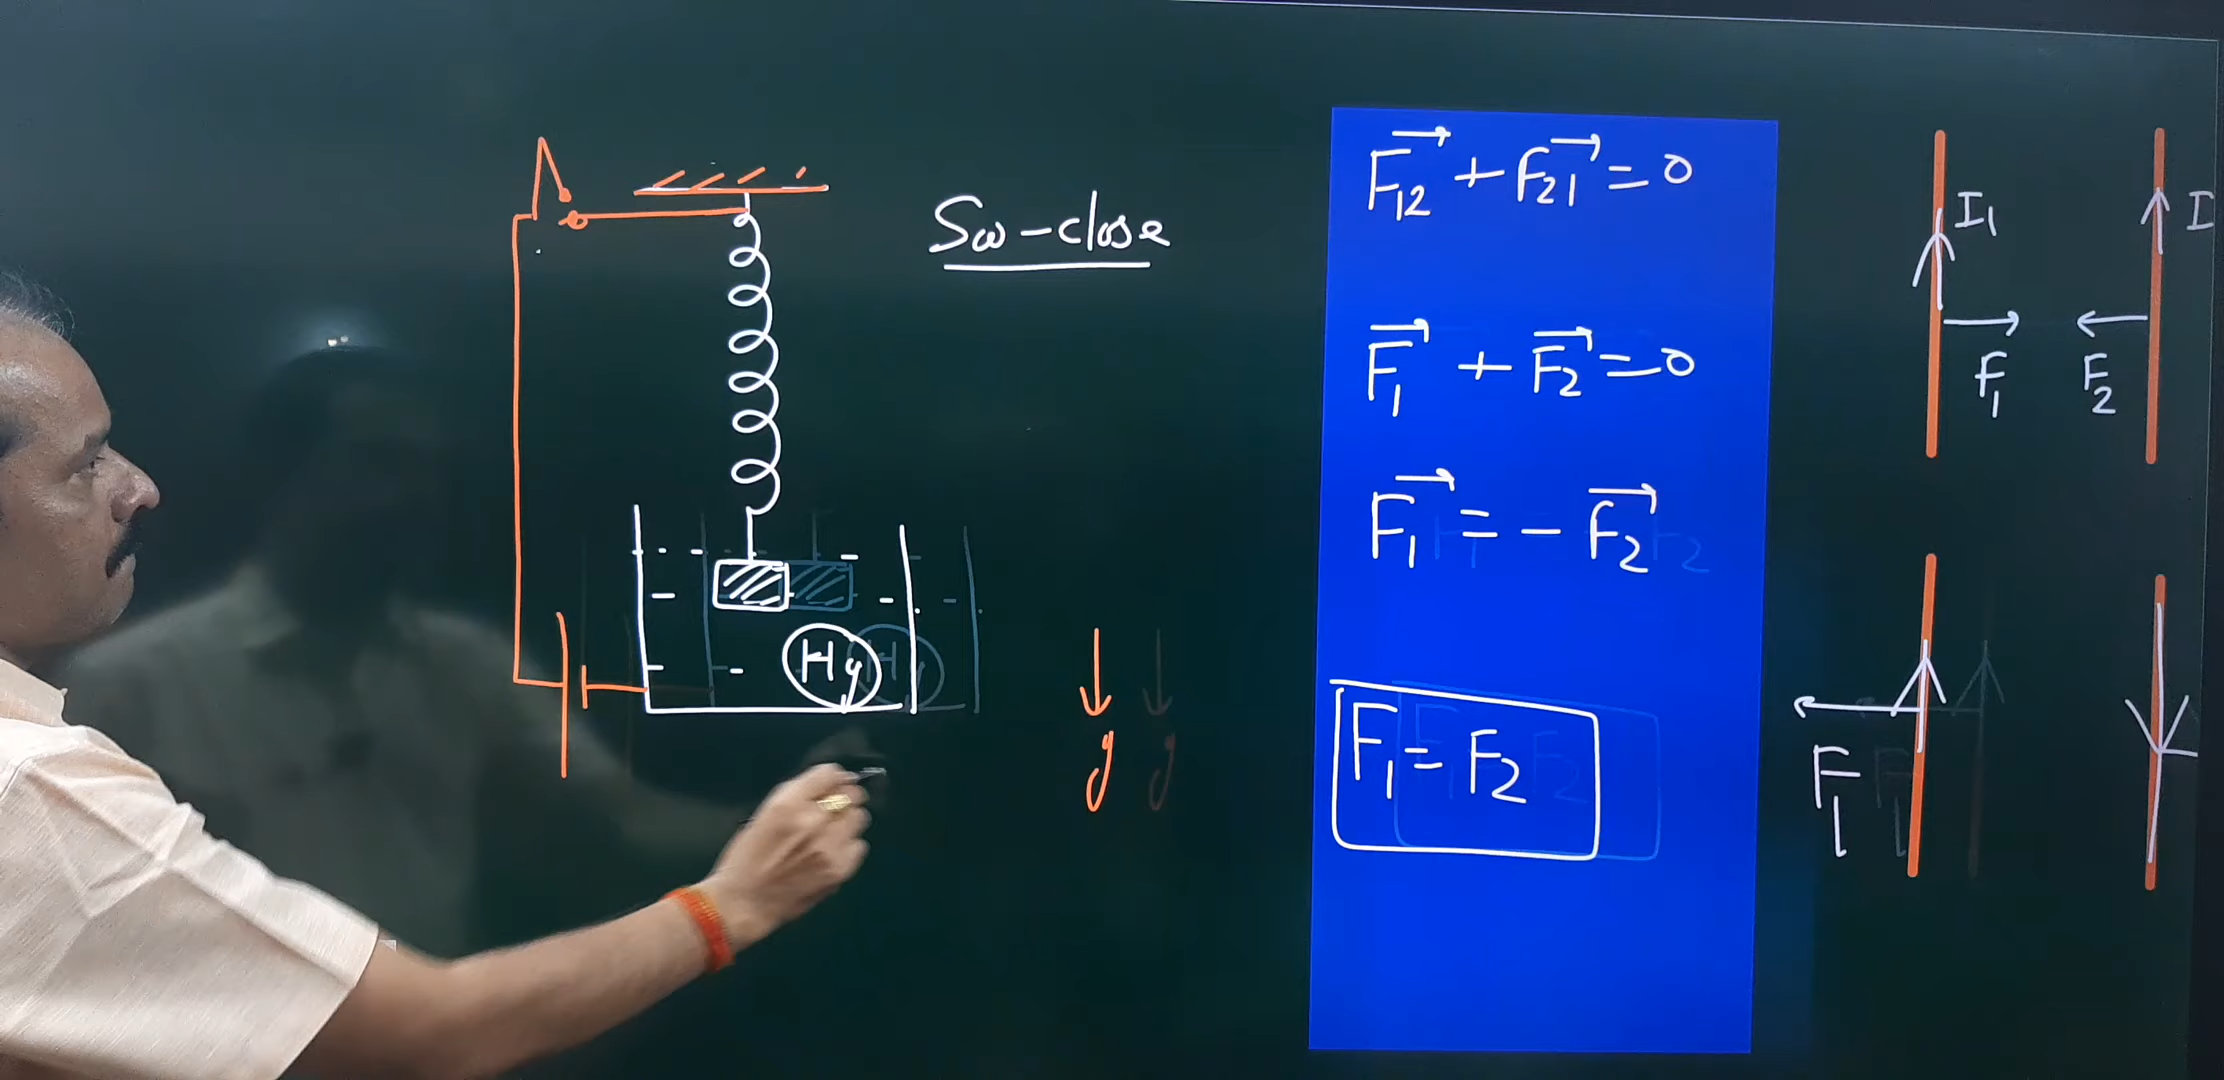 Sw-close
Hg
g
F₁₂ + F₂₁ = 0
F₁ + F₂ = 0
F₁ = - F₂
F₁ = F₂
I₁
I
F₁
F₂
F₁